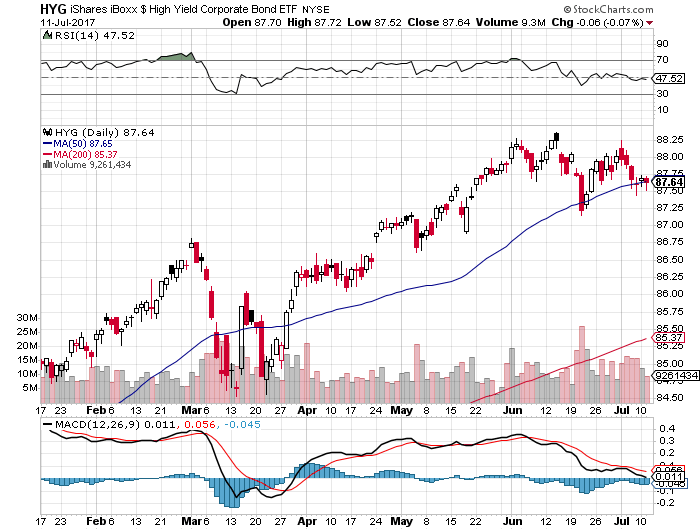 HYG iShares iBoxx $ High Yield Corporate Bond ETF NYSE © StockCharts.com
11-Jul-2017 Open 87.70 High 87.72 Low 87.52 Close 87.64 Volume 9.3M Chg -0.06 (-0.07%)
RSI(14) 47.52
90
70
47.52
30
10
HYG (Daily) 87.64
MA(50) 87.65
MA(200) 85.37
Volume 9,261,434
88.25
88.00
87.75
87.64
87.50
87.25
87.00
86.75
86.50
86.25
86.00
85.75
85.50
85.37
85.25
85.00
9261434
84.50
30M
25M
20M
15M
10M
5M
17 23 Feb 6 13 21 Mar 6 13 20 27 Apr 10 17 24 May 8 15 22 Jun 12 19 26 Jul 10
MACD(12,26,9) 0.011, 0.056, -0.045
0.4
0.3
0.2
0.056
0.011
-0.045
-0.1
-0.2
17 23 Feb 6 13 21 Mar 6 13 20 27 Apr 10 17 24 May 8 15 22 Jun 12 19 26 Jul 10